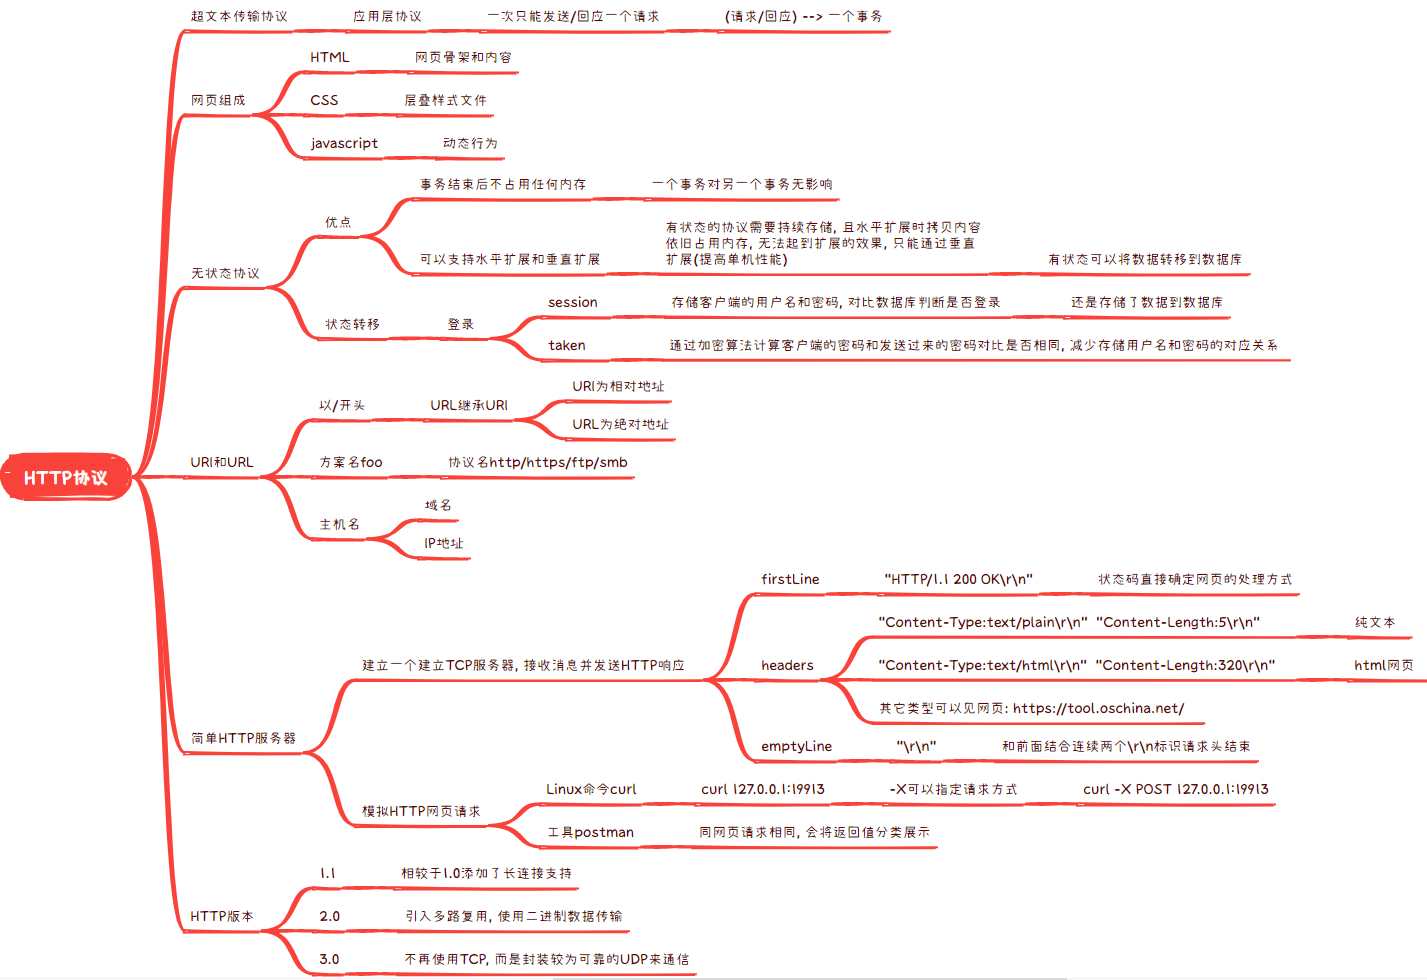 超文本传输协议 应用层协议 一次只能发送/回应一个请求 (请求/回应) --> 一个事务
HTML 网页骨架和内容
网页组成 CSS 层叠样式文件
javascript 动态行为
事务结束后不占用任何内存 一个事务对另一个事务无影响
优点
有状态的协议需要持续存储, 且水平扩展时拷贝内容
依旧占用内存, 无法起到扩展的效果, 只能通过垂直
可以支持水平扩展和垂直扩展 扩展(提高单机性能) 有状态可以将数据转移到数据库
无状态协议
session 存储客户端的用户名和密码, 对比数据库判断是否登录 还是存储了数据到数据库
状态转移 登录
taken 通过加密算法计算客户端的密码和发送过来的密码对比是否相同, 减少存储用户名和密码的对应关系
URI为相对地址
以/开头 URL继承URI
URL为绝对地址
URI和URL 方案名foo 协议名http/https/ftp/smb
HTTP协议
域名
主机名
IP地址
firstLine "HTTP/1.1 200 OK\r\n" 状态码直接确定网页的处理方式
"Content-Type:text/plain\r\n" "Content-Length:5\r\n" 纯文本
建立一个建立TCP服务器, 接收消息并发送HTTP响应 headers "Content-Type:text/html\r\n" "Content-Length:320\r\n" html网页
其它类型可以见网页: https://tool.oschina.net/
简单HTTP服务器
emptyLine "\r\n" 和前面结合连续两个\r\n标识请求头结束
Linux命令curl curl 127.0.0.1:19913 -X可以指定请求方式 curl -X POST 127.0.0.1:19913
模拟HTTP网页请求
工具postman 同网页请求相同, 会将返回值分类展示
1.1 相较于1.0添加了长连接支持
HTTP版本 2.0 引入多路复用, 使用二进制数据传输
3.0 不再使用TCP, 而是封装较为可靠的UDP来通信